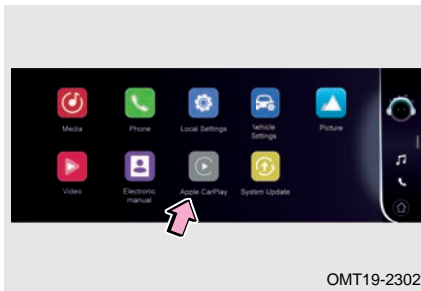 Media Phone Local Settings Vehicle Settings Picture
Video Electronic manual Apple CarPlay System Update
OMT19-2302